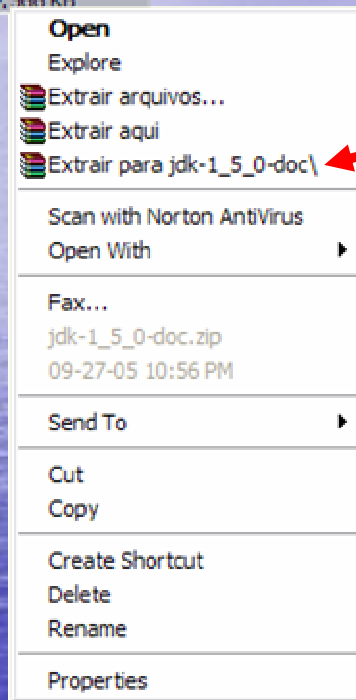 Open
Explore
Extrair arquivos...
Extrair aqui
Extrair para jdk-1_5_0-doc\
Scan with Norton AntiVirus
Open With
Fax...
jdk-1_5_0-doc.zip
09-27-05 10:56 PM
Send To
Cut
Copy
Create Shortcut
Delete
Rename
Properties